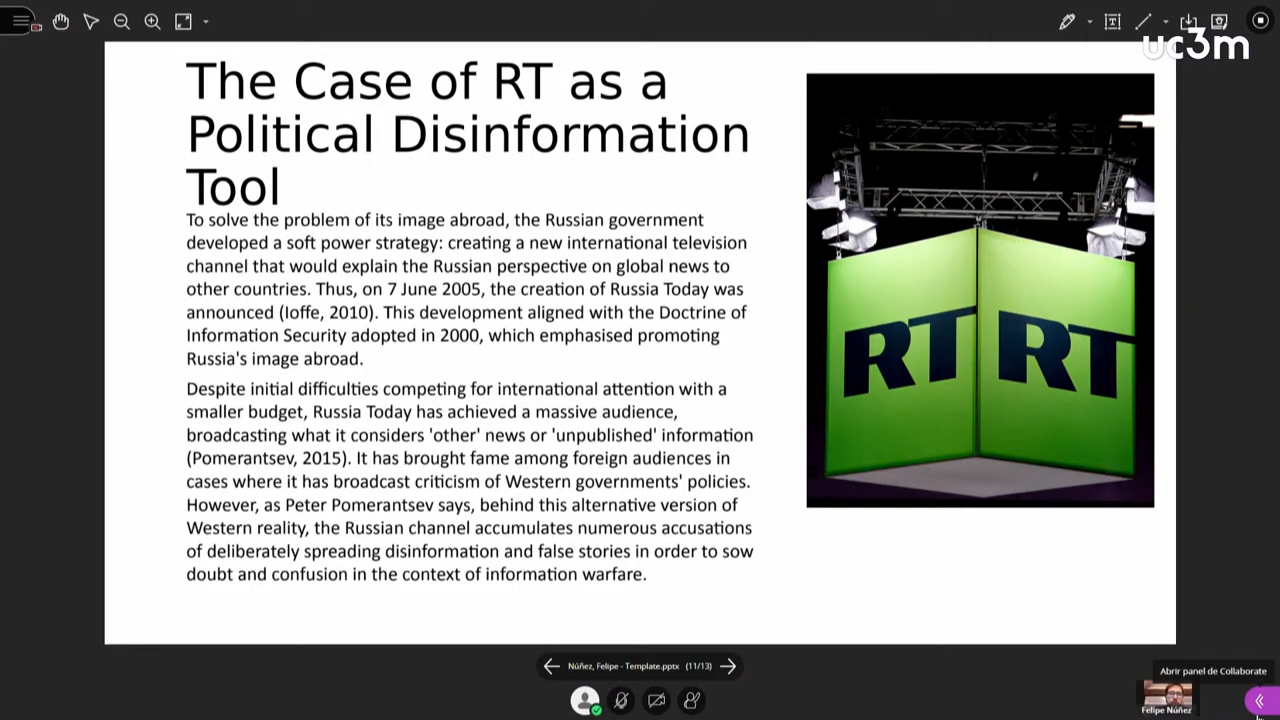 uc3m
The Case of RT as a
Political Disinformation
Tool
To solve the problem of its image abroad, the Russian government
developed a soft power strategy: creating a new international television
channel that would explain the Russian perspective on global news to
other countries. Thus, on 7 June 2005, the creation of Russia Today was
announced (Ioffe, 2010). This development aligned with the Doctrine of
Information Security adopted in 2000, which emphasised promoting
Russia's image abroad.
Despite initial difficulties competing for international attention with a
smaller budget, Russia Today has achieved a massive audience,
broadcasting what it considers 'other' news or 'unpublished' information
(Pomerantsev, 2015). It has brought fame among foreign audiences in
cases where it has broadcast criticism of Western governments' policies.
However, as Peter Pomerantsev says, behind this alternative version of
Western reality, the Russian channel accumulates numerous accusations
of deliberately spreading disinformation and false stories in order to sow
doubt and confusion in the context of information warfare.
RT RT
Núñez, Felipe - Template.pptx (11/13)
Abrir panel de Collaborate
Felipe Núñez